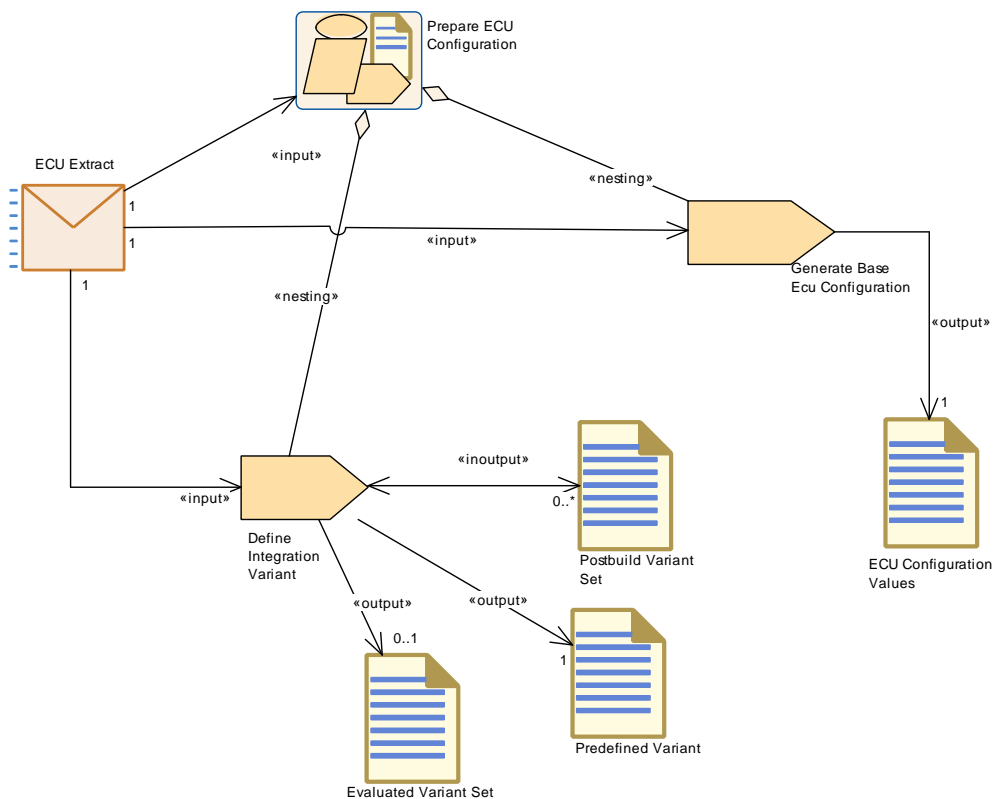 Prepare ECU
Configuration
«input»
ECU Extract
«nesting»
1
1
«input»
1
Generate Base
Ecu Configuration
«nesting»
«output»
1
«inoutput»
«input»
0..*
Define
Integration
Variant
Postbuild Variant
Set
ECU Configuration
Values
«output»
«output»
0..1
1
Predefined Variant
Evaluated Variant Set